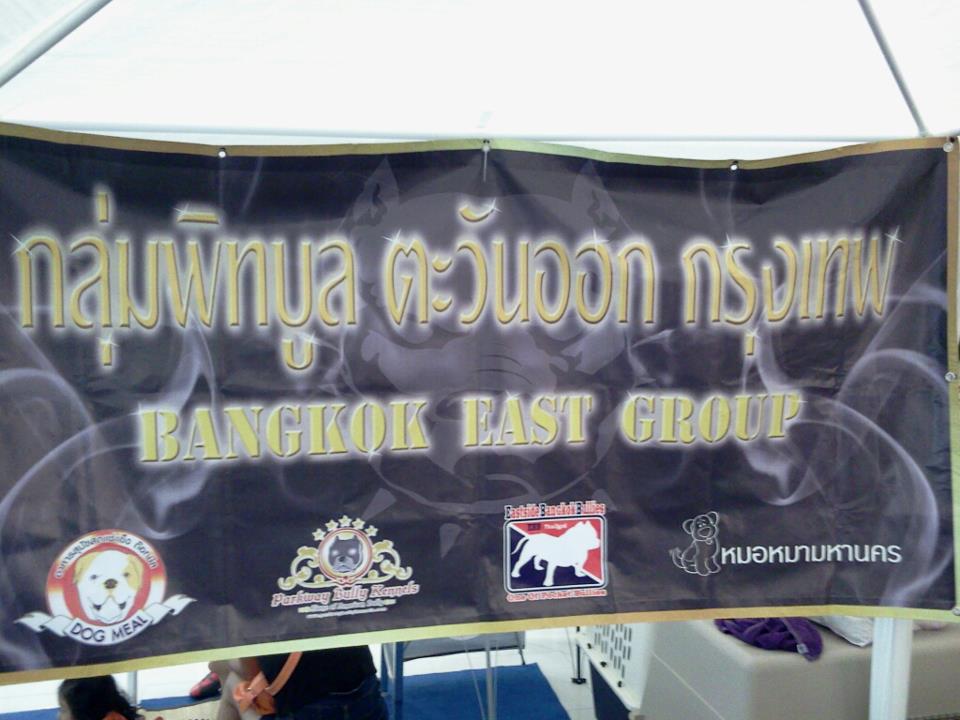 กลุ่มพิทบูล ตะวันออก กรุงเทพ
BANGKOK EAST GROUP
DOG MEAL
Parkway Bully Kennels
Eastside Bangkok Bullies
Thailand
หมอหมามหานคร